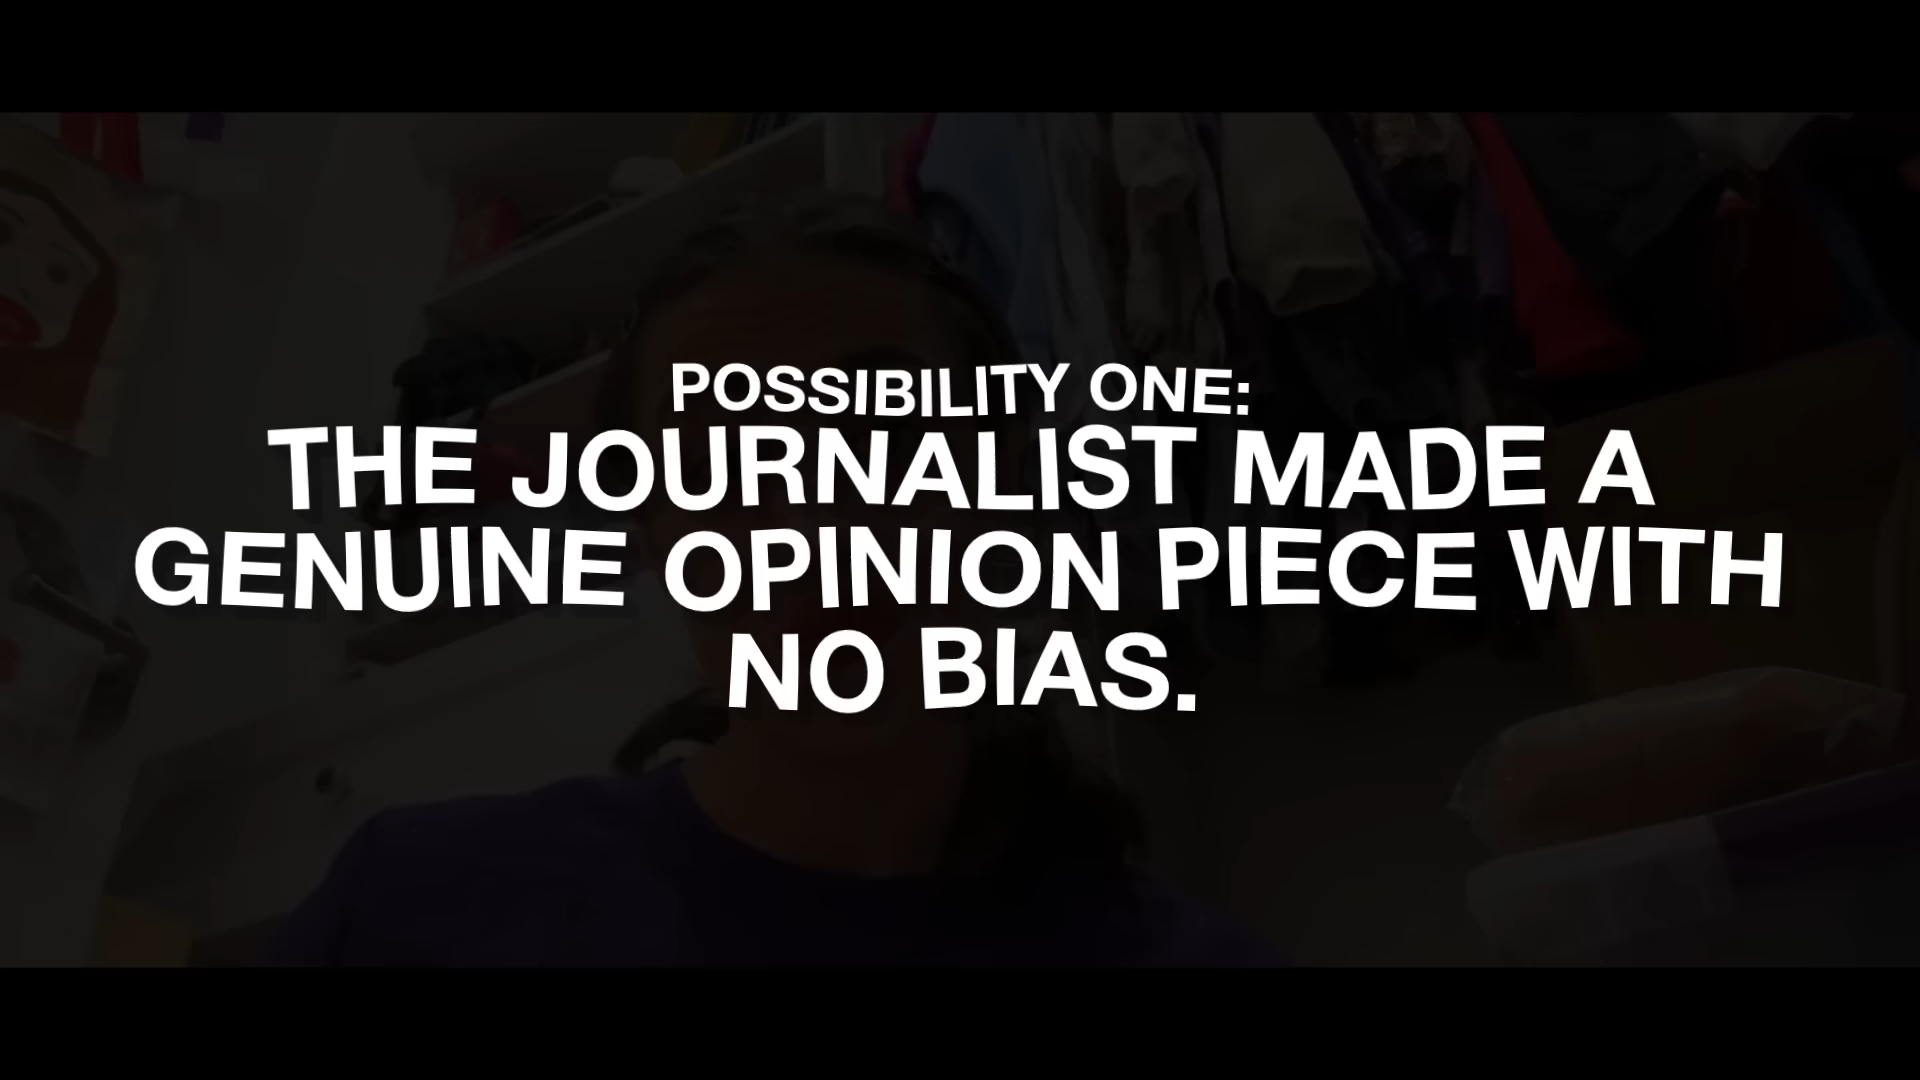 POSSIBILITY ONE:
THE JOURNALIST MADE A
GENUINE OPINION PIECE WITH
NO BIAS.